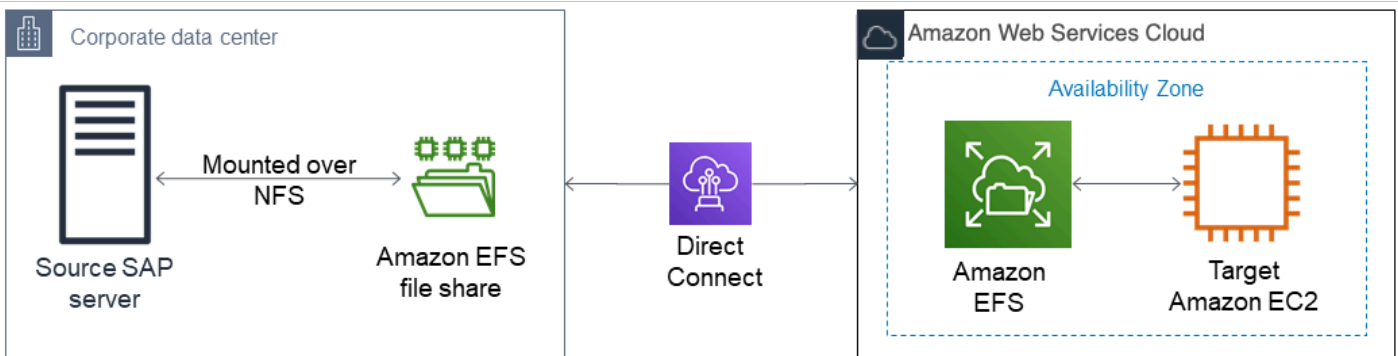 Corporate data center
Mounted over
NFS
Source SAP
server
Amazon EFS
file share
Direct
Connect
Amazon Web Services Cloud
Availability Zone
Amazon
EFS
Target
Amazon EC2